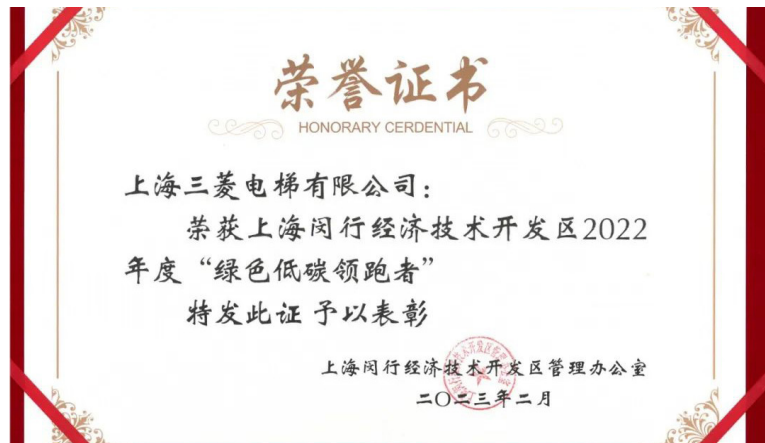 荣誉证书
HONORARY CERDENTIAL
上海三菱电梯有限公司：
荣获上海闵行经济技术开发区2022
年度“绿色低碳领跑者”
特发此证 予以表彰
上海闵行经济技术开发区管理办公室
二〇二三年二月